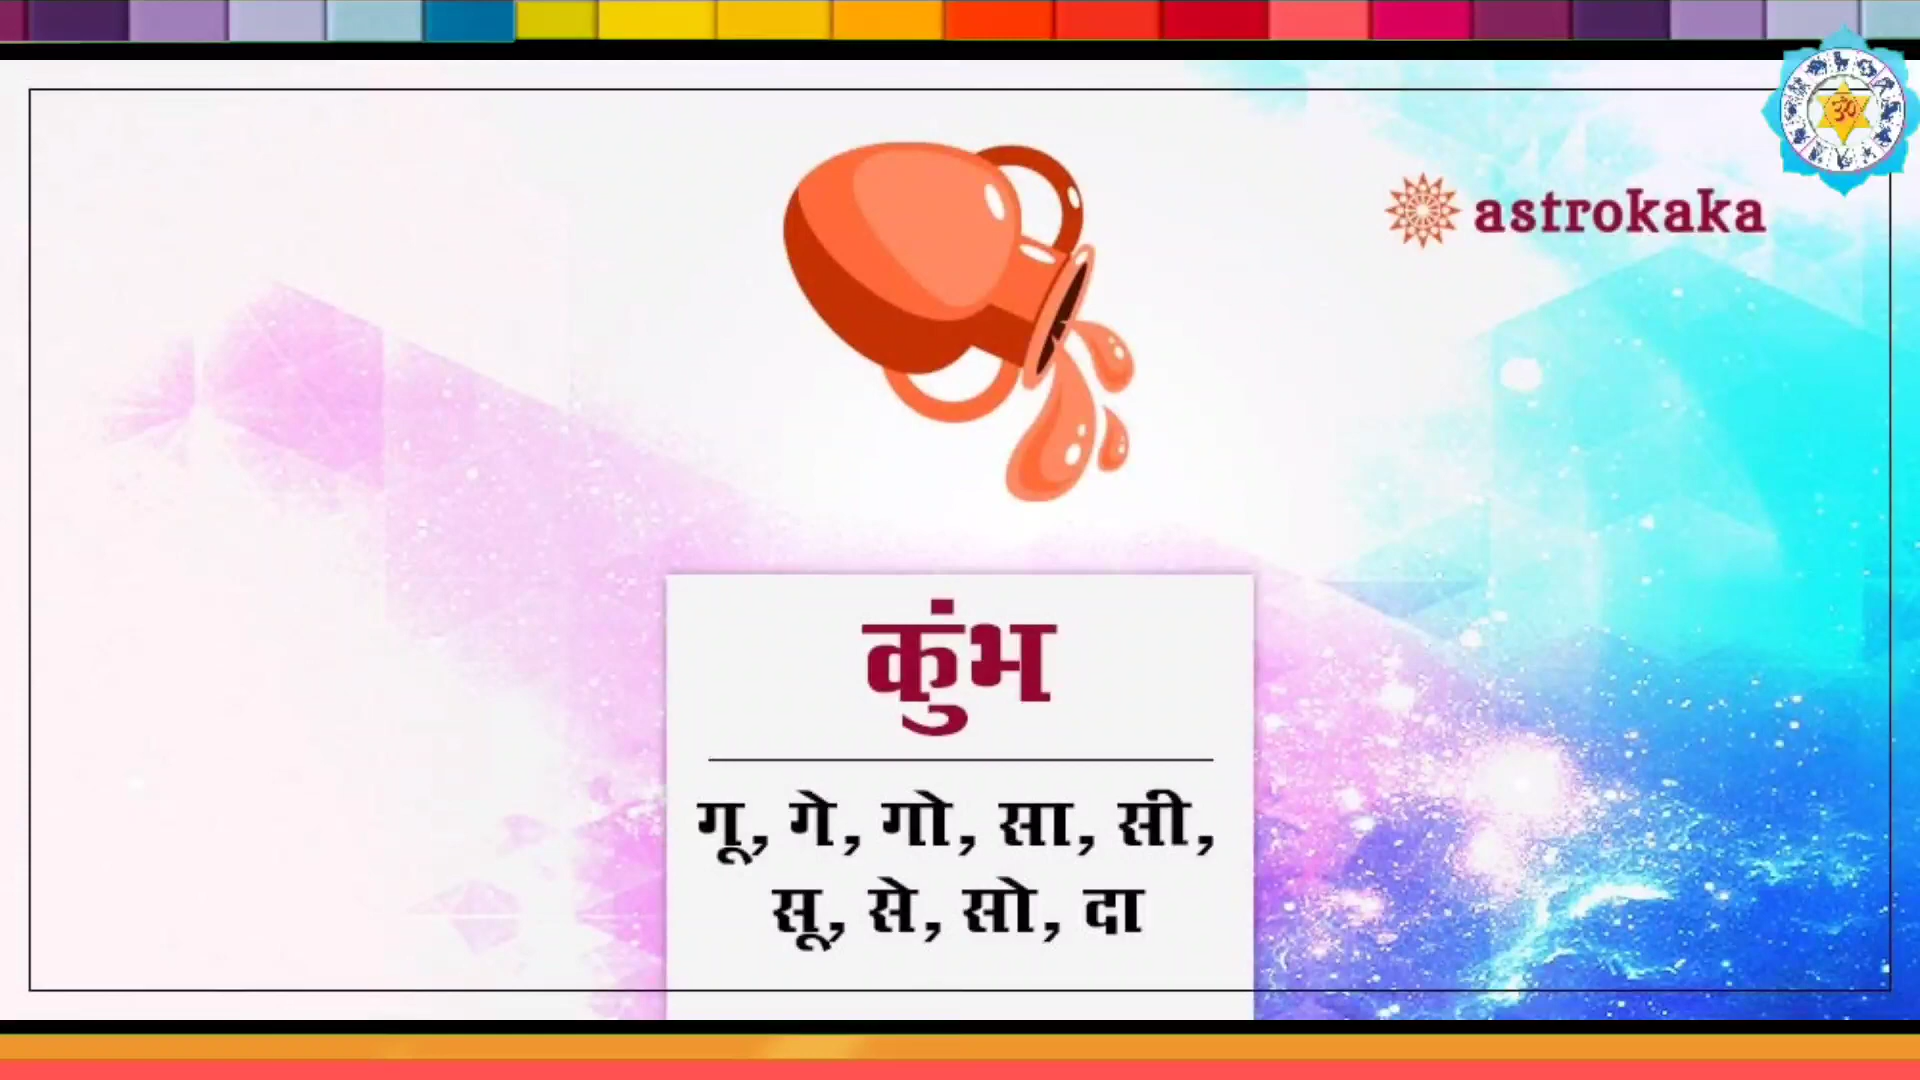 ॐ
astrokaka
कुंभ
गू, गे, गो, सा, सी,
सू, से, सो, दा